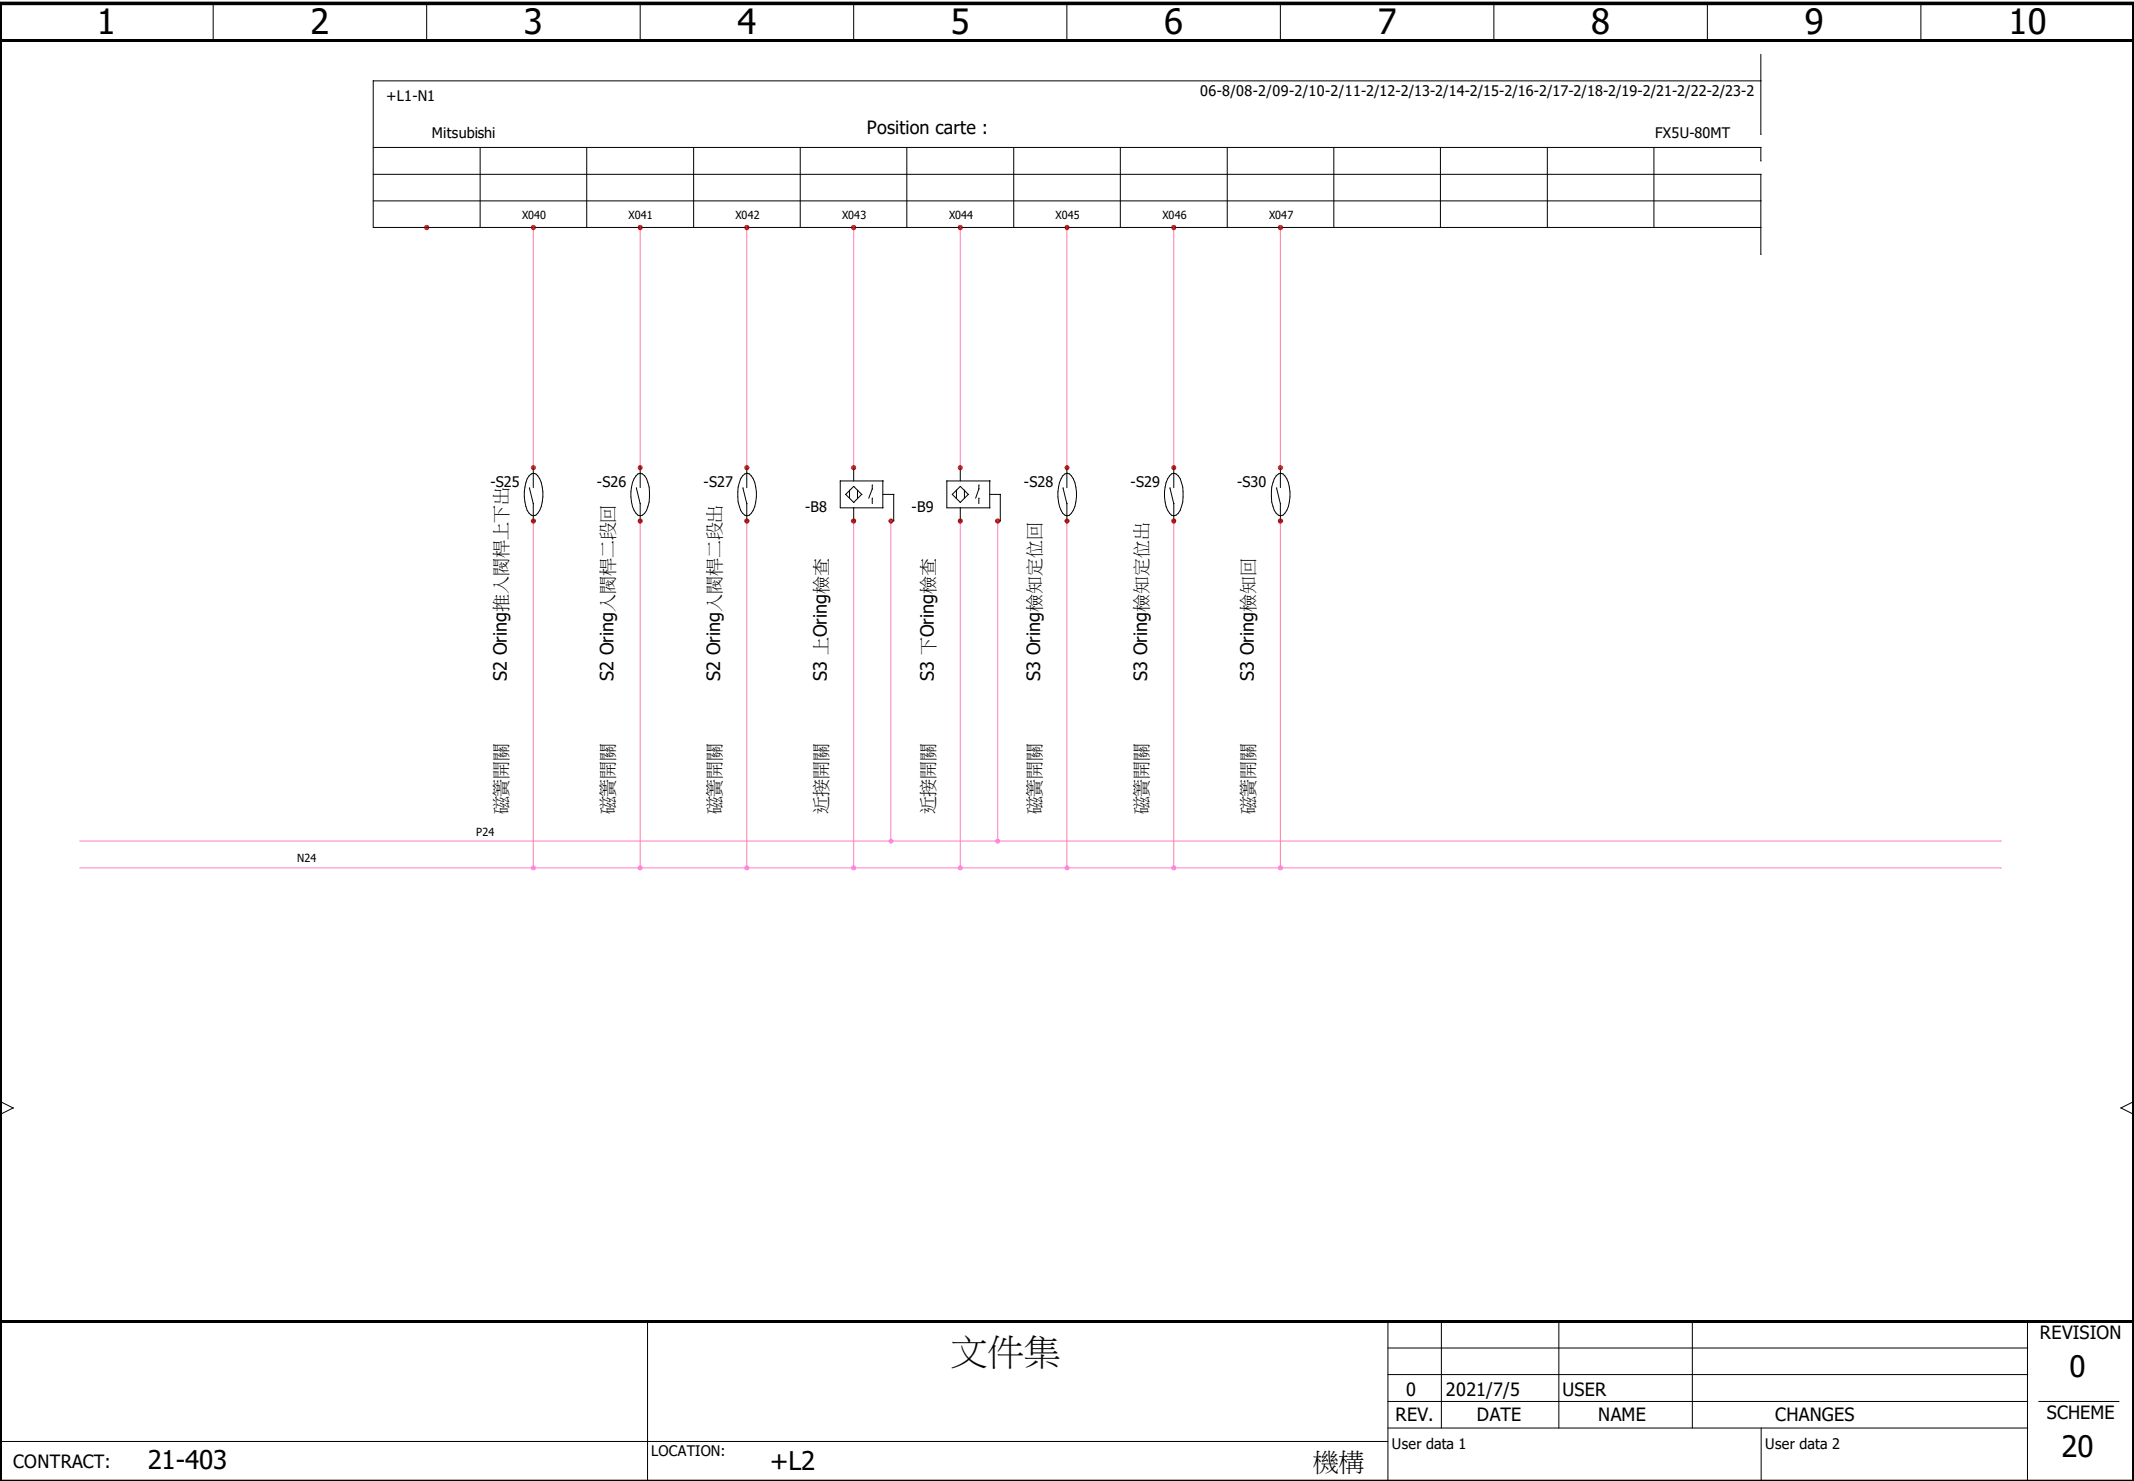 1 2 3 4 5 6 7 8 9 10
+L1-N1 06-8/08-2/09-2/10-2/11-2/12-2/13-2/14-2/15-2/16-2/17-2/18-2/19-2/21-2/22-2/23-2
Mitsubishi Position carte : FX5U-80MT
X040 X041 X042 X043 X044 X045 X046 X047
-S25 -S26 -S27 -B8 -B9 -S28 -S29 -S30
S2 Oring推入閥桿上下出
S2 Oring入閥桿二段回
S2 Oring入閥桿二段出
S3 上Oring檢查
S3 下Oring檢查
S3 Oring檢知定位回
S3 Oring檢知定位出
S3 Oring檢知回
磁簧開關
磁簧開關
磁簧開關
近接開關
近接開關
磁簧開關
磁簧開關
磁簧開關
P24
N24
文件集
CONTRACT: 21-403
LOCATION: +L2 機構
0 2021/7/5 USER
REV. DATE NAME CHANGES
User data 1 User data 2
REVISION
0
SCHEME
20